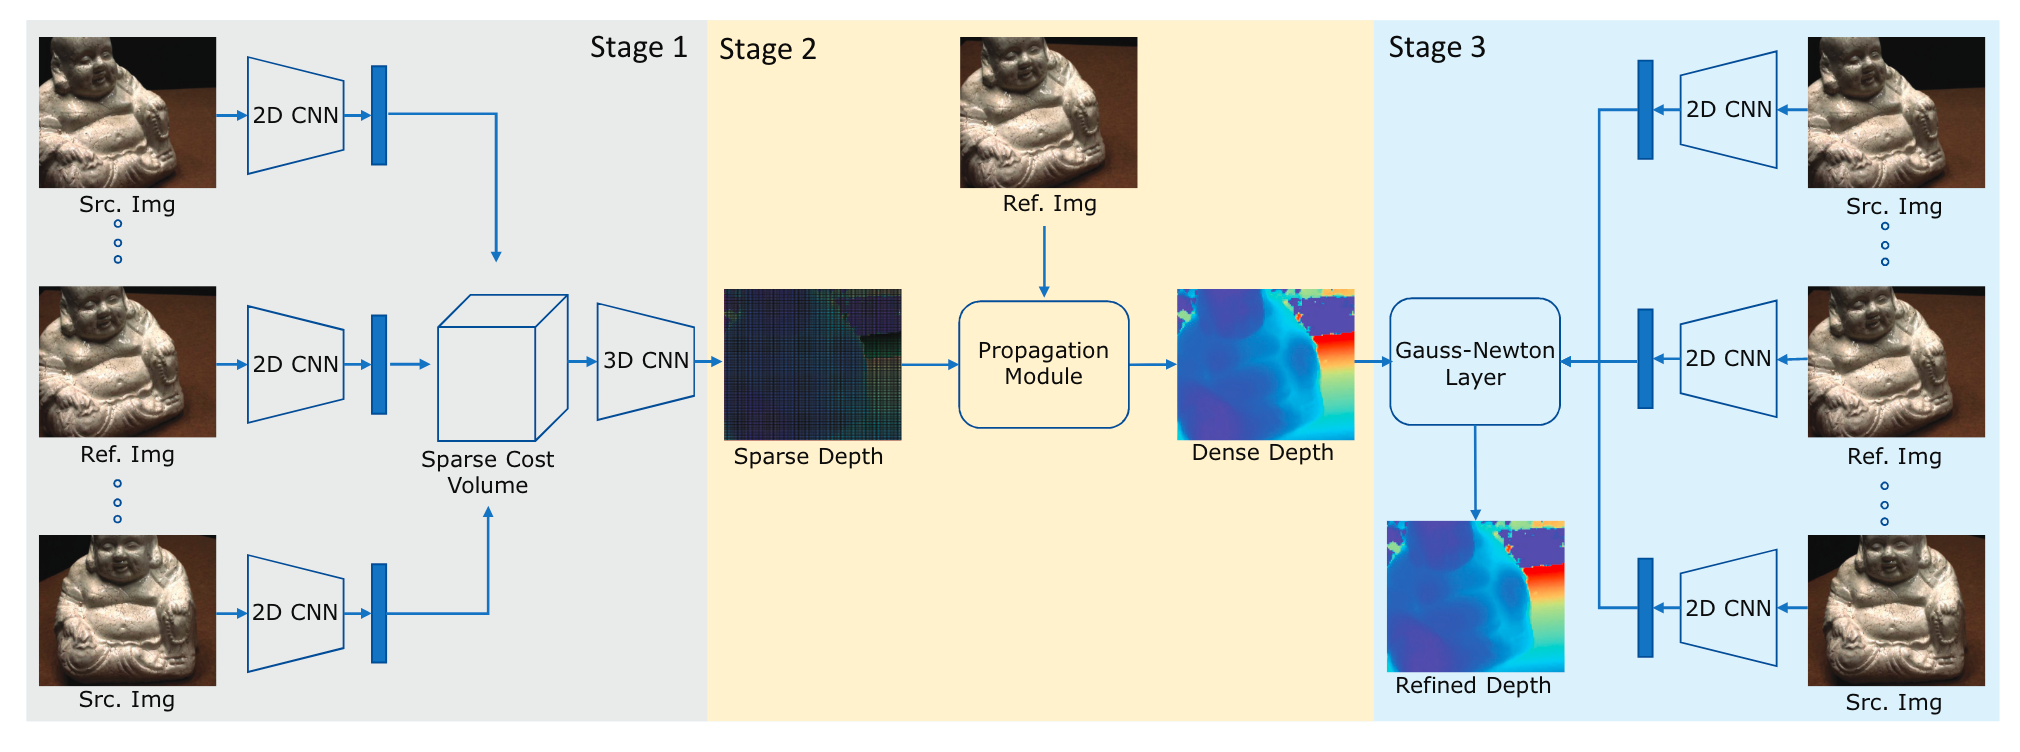 Stage 1
2D CNN
Src. Img
2D CNN
Ref. Img
2D CNN
Src. Img
Sparse Cost
Volume
3D CNN
Stage 2
Ref. Img
Sparse Depth
Propagation
Module
Dense Depth
Stage 3
2D CNN
Src. Img
Gauss-Newton
Layer
2D CNN
Ref. Img
Refined Depth
2D CNN
Src. Img